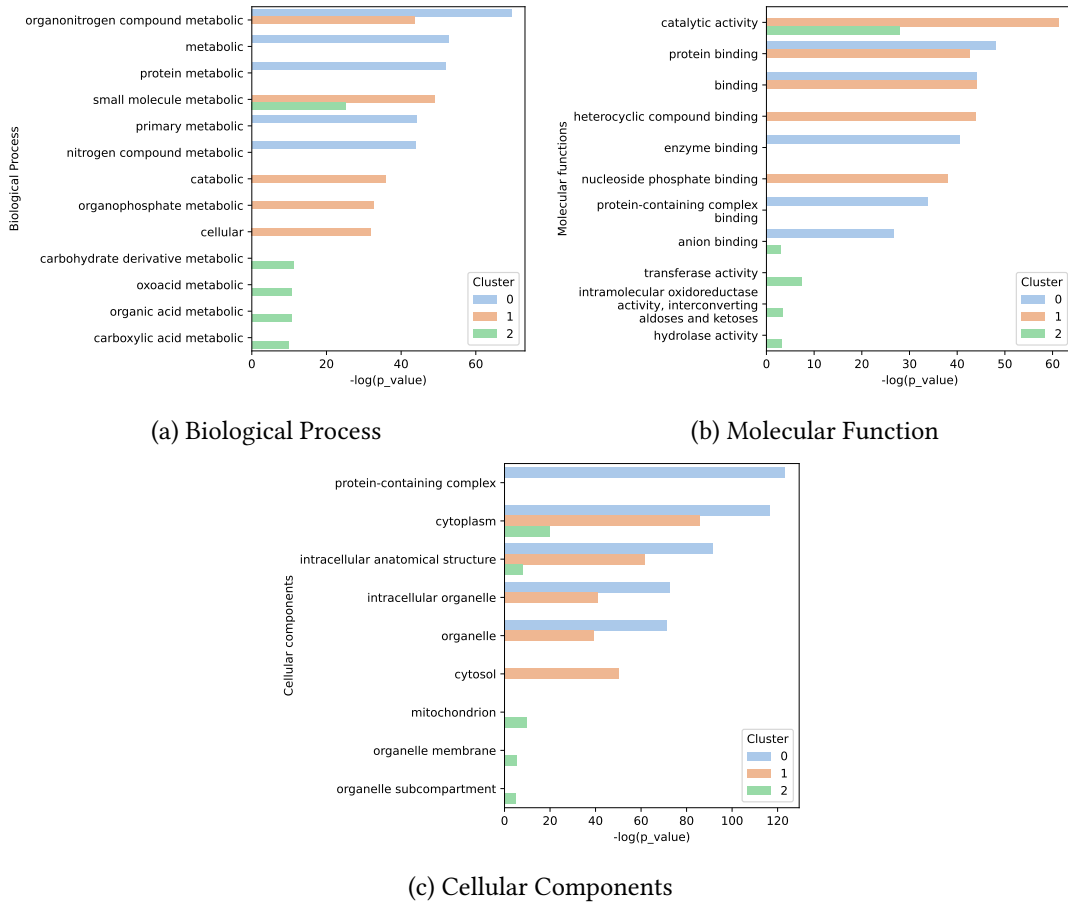 organonitrogen compound metabolic
metabolic
protein metabolic
small molecule metabolic
primary metabolic
nitrogen compound metabolic
catabolic
organophosphate metabolic
cellular
carbohydrate derivative metabolic
oxoacid metabolic
organic acid metabolic
carboxylic acid metabolic
Biological Process
0 20 40 60
-log(p_value)
Cluster
0
1
2
(a) Biological Process
catalytic activity
protein binding
binding
heterocyclic compound binding
enzyme binding
nucleoside phosphate binding
protein-containing complex
binding
anion binding
transferase activity
intramolecular oxidoreductase
activity, interconverting
aldoses and ketoses
hydrolase activity
Molecular functions
0 10 20 30 40 50 60
-log(p_value)
Cluster
0
1
2
(b) Molecular Function
protein-containing complex
cytoplasm
intracellular anatomical structure
intracellular organelle
organelle
cytosol
mitochondrion
organelle membrane
organelle subcompartment
Cellular components
0 20 40 60 80 100 120
-log(p_value)
Cluster
0
1
2
(c) Cellular Components